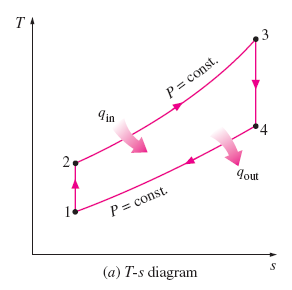 T
3
P = const.
q_in
4
2
q_out
P = const.
1
s
(a) T-s diagram